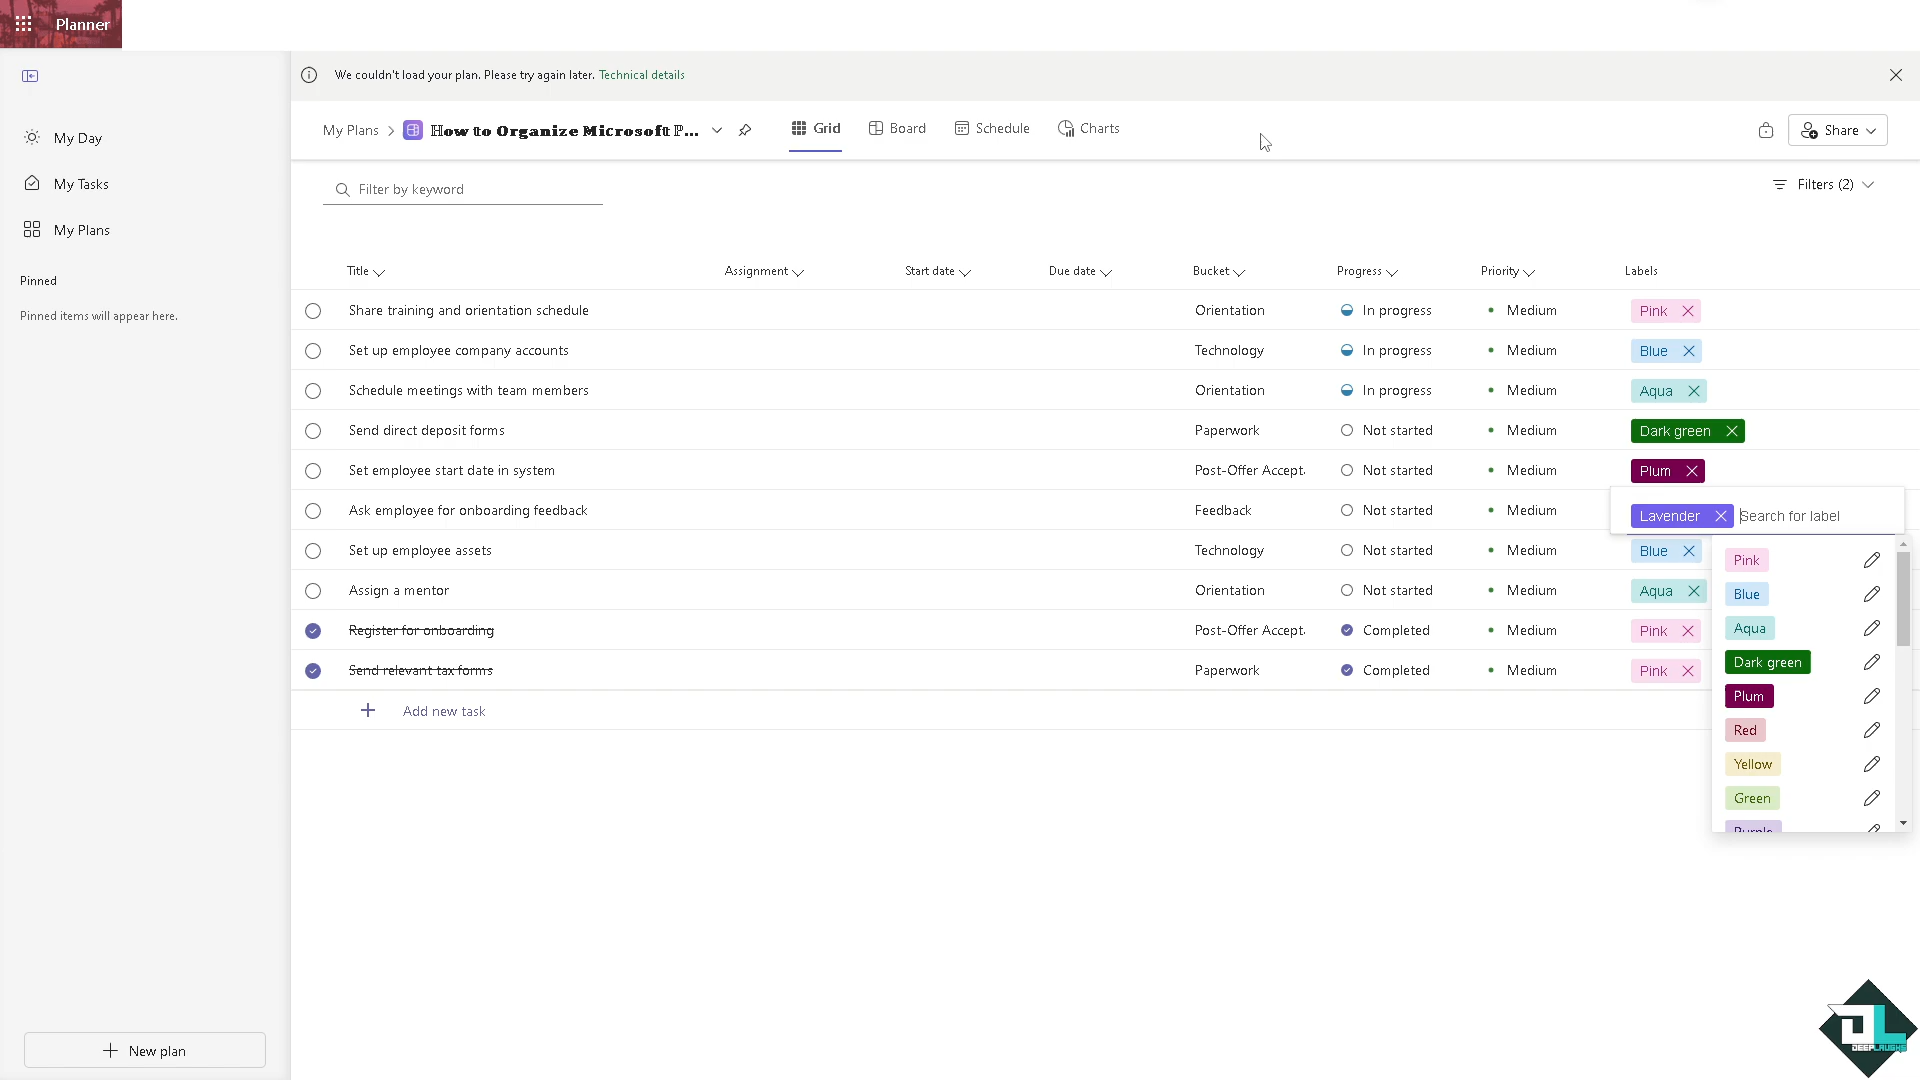 Planner
We couldn't load your plan. Please try again later. Technical details
My Day
My Tasks
My Plans
Pinned
Pinned items will appear here.
New plan
My Plans
How to Organize Microsoft P...
Grid
Board
Schedule
Charts
Share
Filter by keyword
Filters (2)
Title Assignment Start date Due date Bucket Progress Priority Labels
Share training and orientation schedule Orientation In progress Medium Pink
Set up employee company accounts Technology In progress Medium Blue
Schedule meetings with team members Orientation In progress Medium Aqua
Send direct deposit forms Paperwork Not started Medium Dark green
Set employee start date in system Post-Offer Accept. Not started Medium Plum
Ask employee for onboarding feedback Feedback Not started Medium Lavender Search for label
Set up employee assets Technology Not started Medium Blue
Assign a mentor Orientation Not started Medium Aqua
Register for onboarding Post-Offer Accept. Completed Medium Pink
Send relevant tax forms Paperwork Completed Medium Pink
Add new task
Pink
Blue
Aqua
Dark green
Plum
Red
Yellow
Green
Purple
JL
DEEPLAUGHS